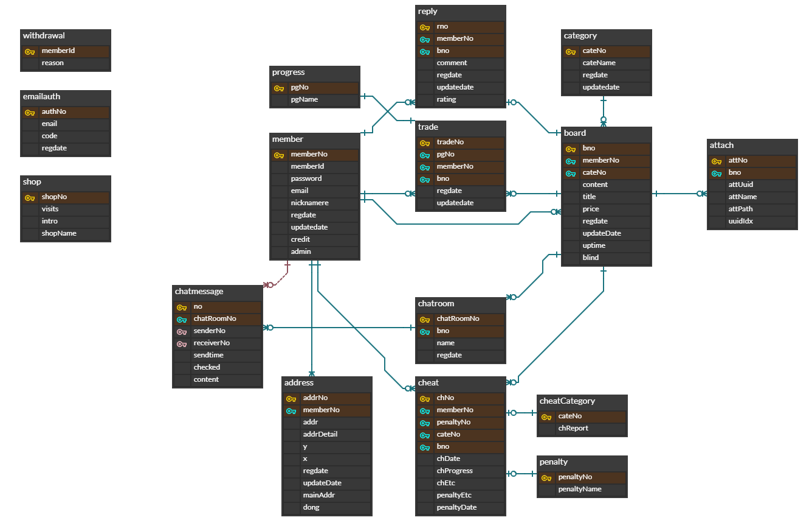 withdrawal
memberId
reason
emailauth
authNo
enail
code
regdate
shop
shopNo
visits
intro
shopName
progress
pgNo
pgName
member
memberNo
memberId
password
email
nicknamere
regdate
updatedate
credit
admin
chatmessage
no
chatRoomNo
senderNo
receiverNo
sendtime
checked
content
address
addrNo
memberNo
addr
addrDetail
y
x
regdate
updateDate
mainAddr
dong
reply
rno
memberNo
bno
comment
regdate
updatedate
rating
trade
tradeNo
pgNo
memberNo
bno
regdate
updatedate
chatroom
chatRoomNo
bno
name
regdate
cheat
chNo
memberNo
penaltyNo
cateNo
bno
chDate
chProgress
chEtc
penaltyEtc
penaltyDate
category
cateNo
cateName
regdate
updatedate
board
bno
memberNo
cateNo
content
title
price
regdate
updateDate
uptime
blind
cheatCategory
cateNo
chReport
penalty
penaltyNo
penaltyName
attach
attNo
bno
attUuid
attName
attPath
uuidIdx